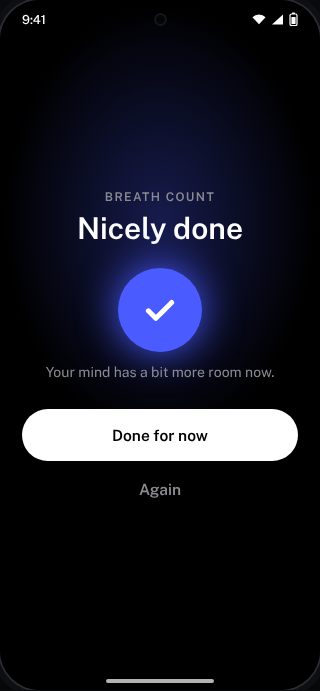 9:41
BREATH COUNT
Nicely done
Your mind has a bit more room now.
Done for now
Again